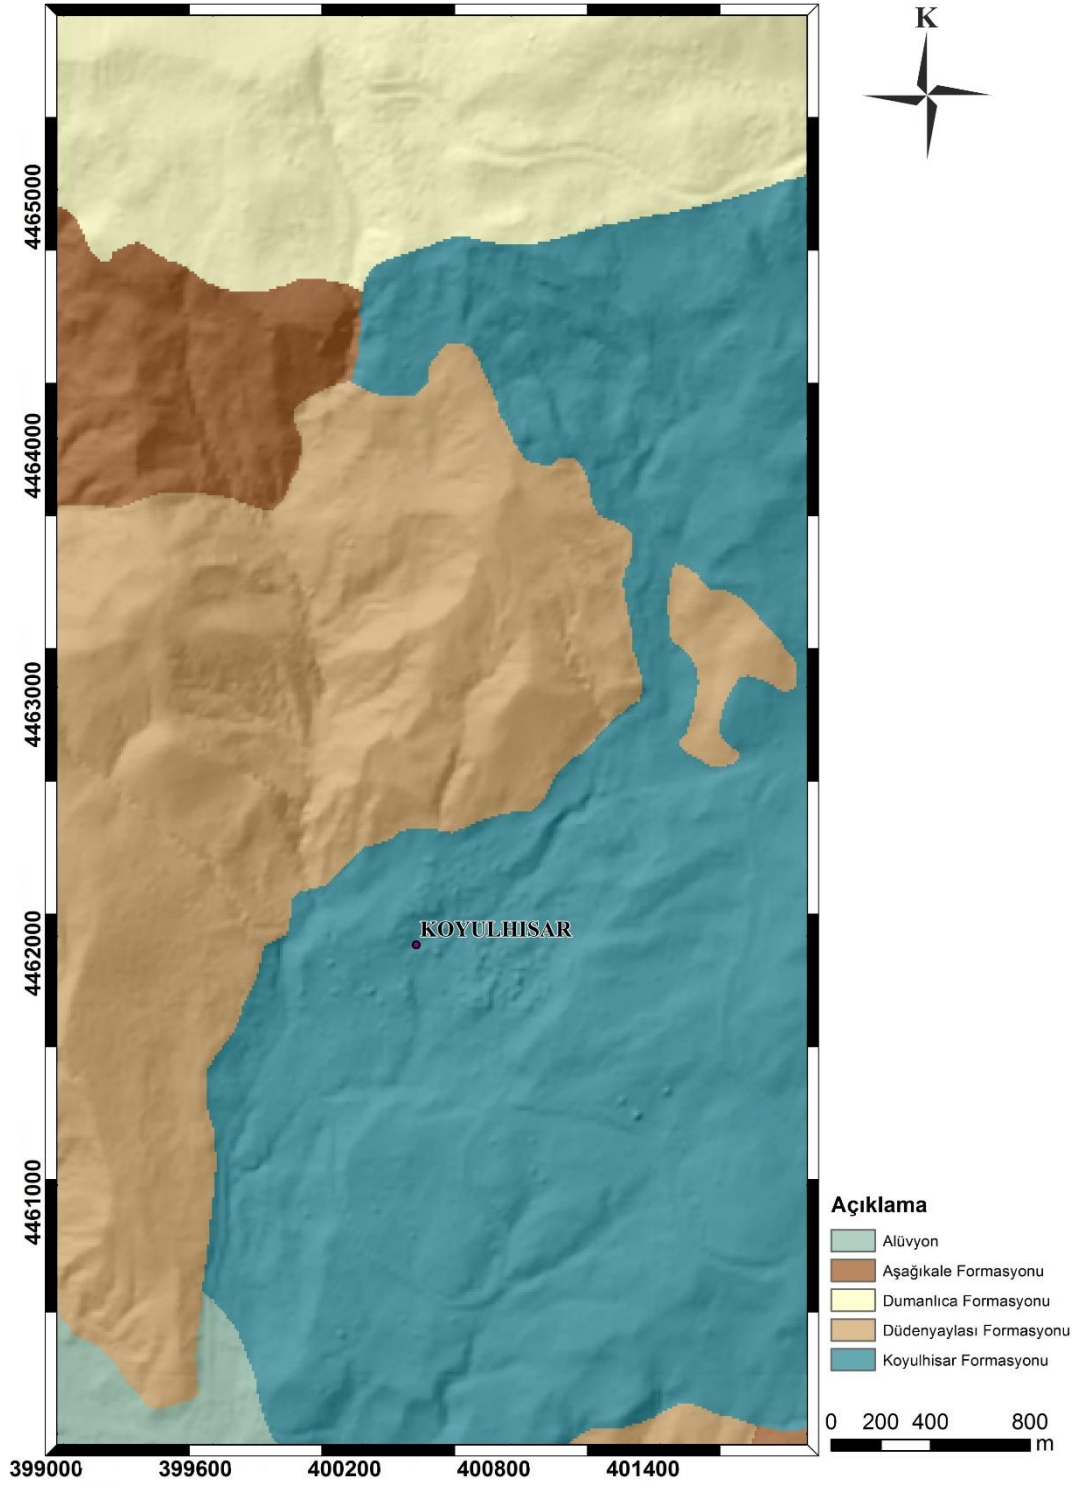 K
4465000
4464000
4463000
4462000
4461000
KOYULHISAR
399000
399600
400200
400800
401400
Açıklama
Alüvyon
Aşağıkale Formasyonu
Dumanlıca Formasyonu
Düdenyaylası Formasyonu
Koyulhisar Formasyonu
0 200 400 800
m